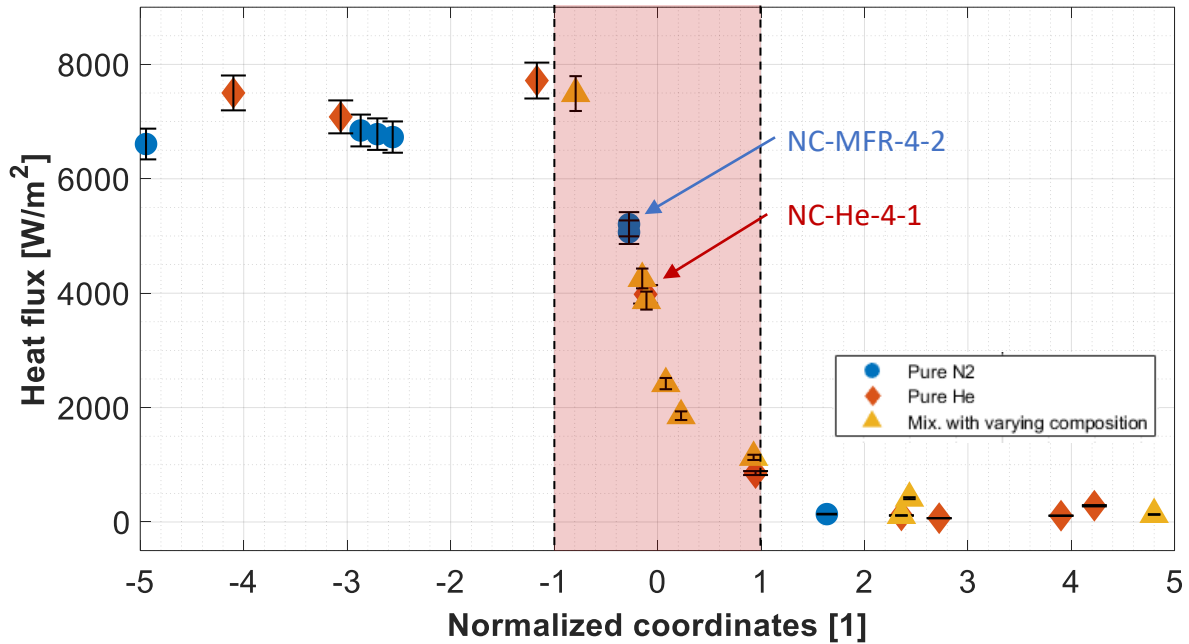 8000
6000
4000
2000
0
Heat flux [W/m²]
NC-MFR-4-2
NC-He-4-1
Pure N2
Pure He
Mix. with varying composition
-5 -4 -3 -2 -1 0 1 2 3 4 5
Normalized coordinates [1]